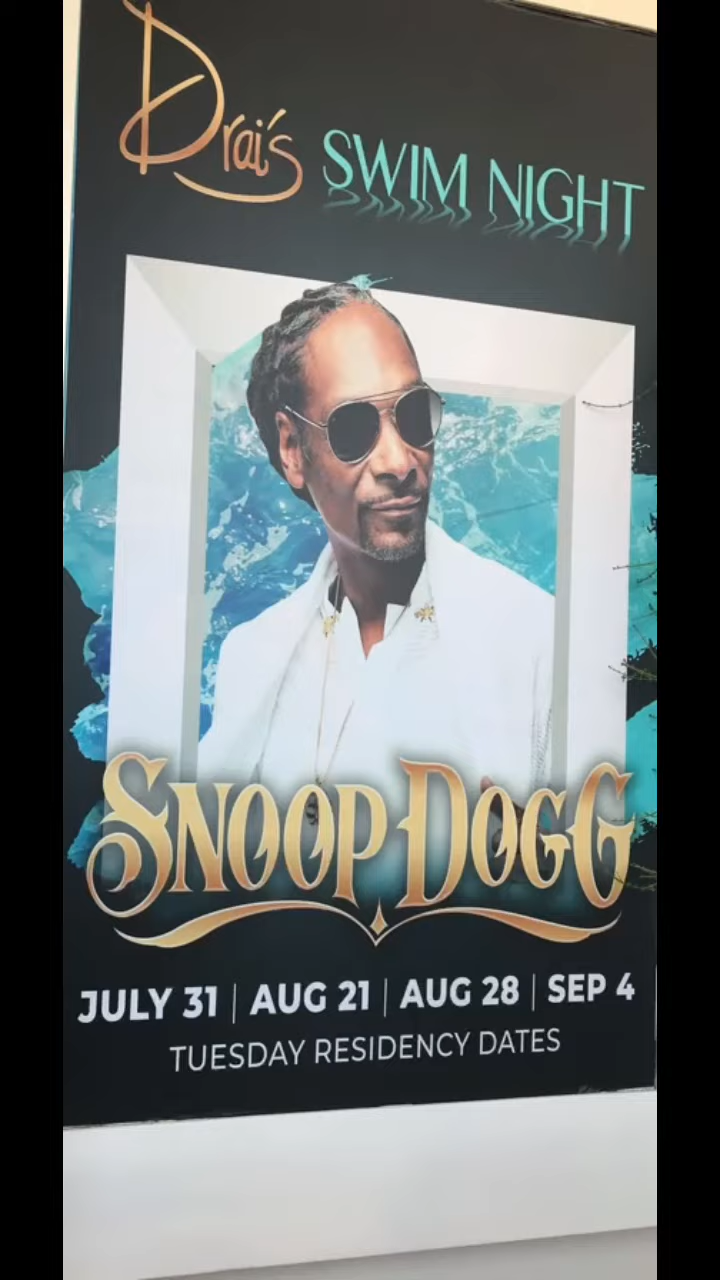 Drai's SWIM NIGHT
SNOOP DOGG
JULY 31 | AUG 21 | AUG 28 | SEP 4
TUESDAY RESIDENCY DATES